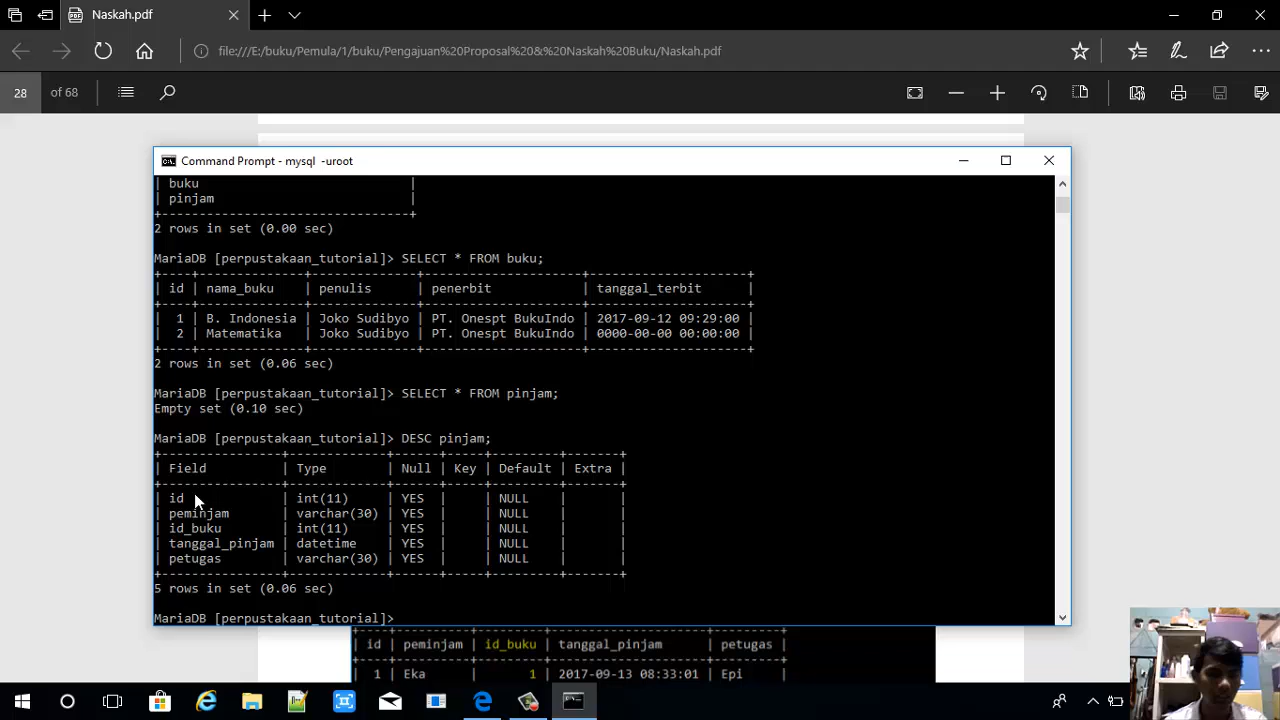 Naskah.pdf
file:///E:/buku/Pemula/1/buku/Pengajuan%20Proposal%20&%20Naskah%20Buku/Naskah.pdf
28 of 68
Command Prompt - mysql -uroot
| buku |
| pinjam |
+---------------------------------+
2 rows in set (0.00 sec)
MariaDB [perpustakaan_tutorial]> SELECT * FROM buku;
+----+--------------+--------------+---------------------+---------------------+
| id | nama_buku | penulis | penerbit | tanggal_terbit |
+----+--------------+--------------+---------------------+---------------------+
| 1 | B. Indonesia | Joko Sudibyo | PT. Onespt BukuIndo | 2017-09-12 09:29:00 |
| 2 | Matematika | Joko Sudibyo | PT. Onespt BukuIndo | 0000-00-00 00:00:00 |
+----+--------------+--------------+---------------------+---------------------+
2 rows in set (0.06 sec)
MariaDB [perpustakaan_tutorial]> SELECT * FROM pinjam;
Empty set (0.10 sec)
MariaDB [perpustakaan_tutorial]> DESC pinjam;
+----------------+-------------+------+-----+---------+-------+
| Field | Type | Null | Key | Default | Extra |
+----------------+-------------+------+-----+---------+-------+
| id | int(11) | YES | | NULL | |
| peminjam | varchar(30) | YES | | NULL | |
| id_buku | int(11) | YES | | NULL | |
| tanggal_pinjam | datetime | YES | | NULL | |
| petugas | varchar(30) | YES | | NULL | |
+----------------+-------------+------+-----+---------+-------+
5 rows in set (0.06 sec)
MariaDB [perpustakaan_tutorial]>
| id | peminjam | id_buku | tanggal_pinjam | petugas |
| 1 | Eka | 1 | 2017-09-13 08:33:01 | Epi |